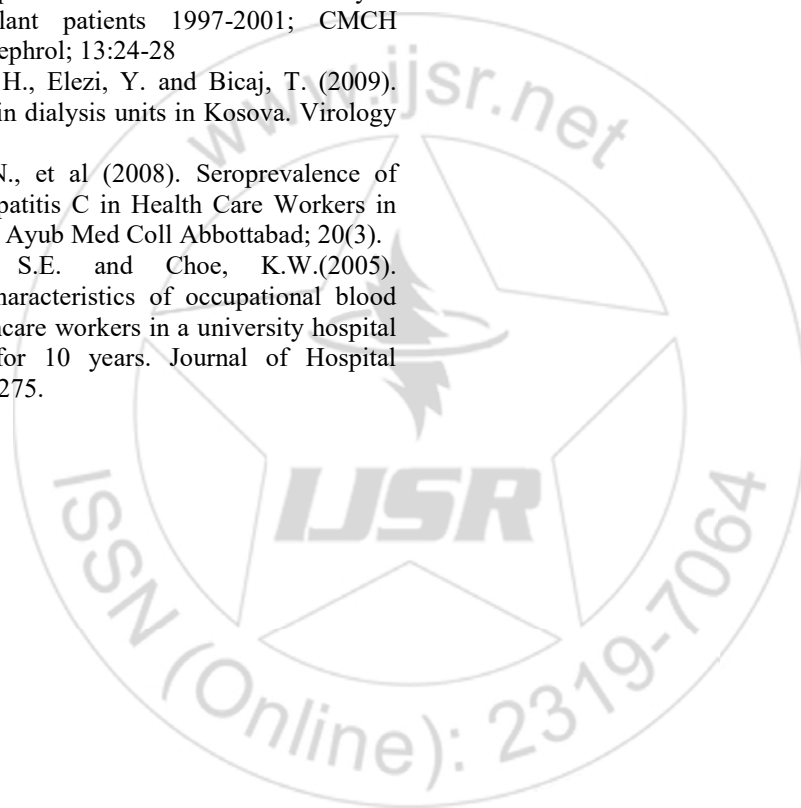 lant patients 1997-2001; CMCH
ephrol; 13:24-28
H., Elezi, Y. and Bicaj, T. (2009).
in dialysis units in Kosova. Virology
N., et al (2008). Seroprevalence of
patitis C in Health Care Workers in
Ayub Med Coll Abbottabad; 20(3).
S.E. and Choe, K.W.(2005).
haracteristics of occupational blood
hcare workers in a university hospital
for 10 years. Journal of Hospital
275.
www.ijsr.net
IJSR
ISSN (Online): 2319-7064